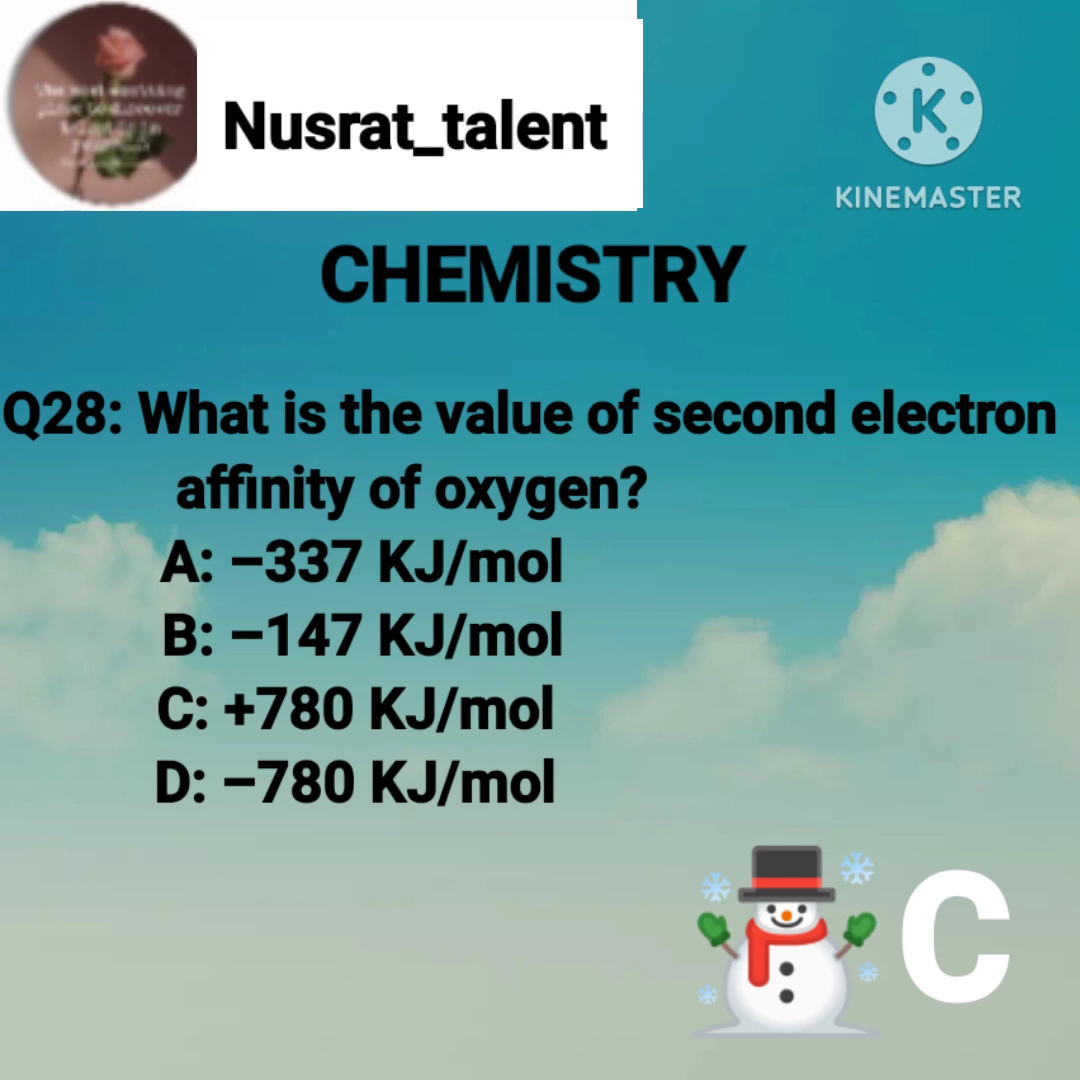 Nusrat_talent
K
KINEMASTER
CHEMISTRY
Q28: What is the value of second electron
affinity of oxygen?
A: –337 KJ/mol
B: –147 KJ/mol
C: +780 KJ/mol
D: –780 KJ/mol
C